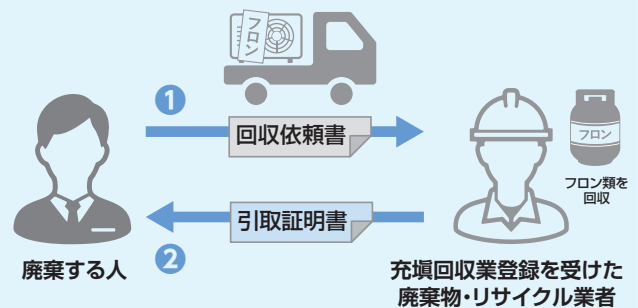 フロン
①
回収依頼書
フロン
フロン類を
回収
引取証明書
②
廃棄する人
充塡回収業登録を受けた
廃棄物・リサイクル業者